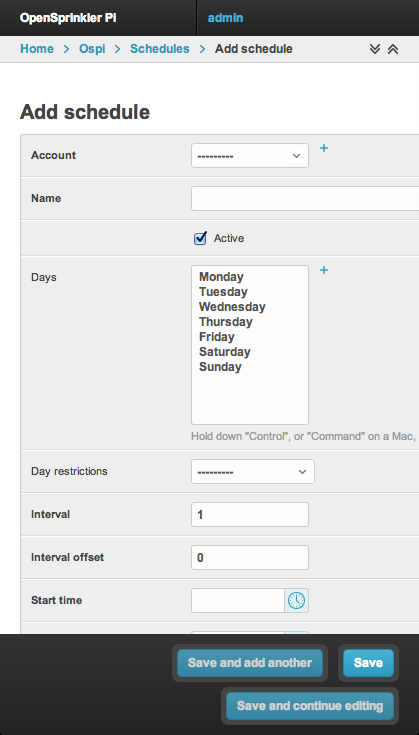 OpenSprinkler Pi admin
Home > Ospi > Schedules > Add schedule
Add schedule
Account --------- +
Name
Active
Days +
Monday
Tuesday
Wednesday
Thursday
Friday
Saturday
Sunday
Hold down "Control", or "Command" on a Mac,
Day restrictions ---------
Interval 1
Interval offset 0
Start time
Save and add another Save
Save and continue editing